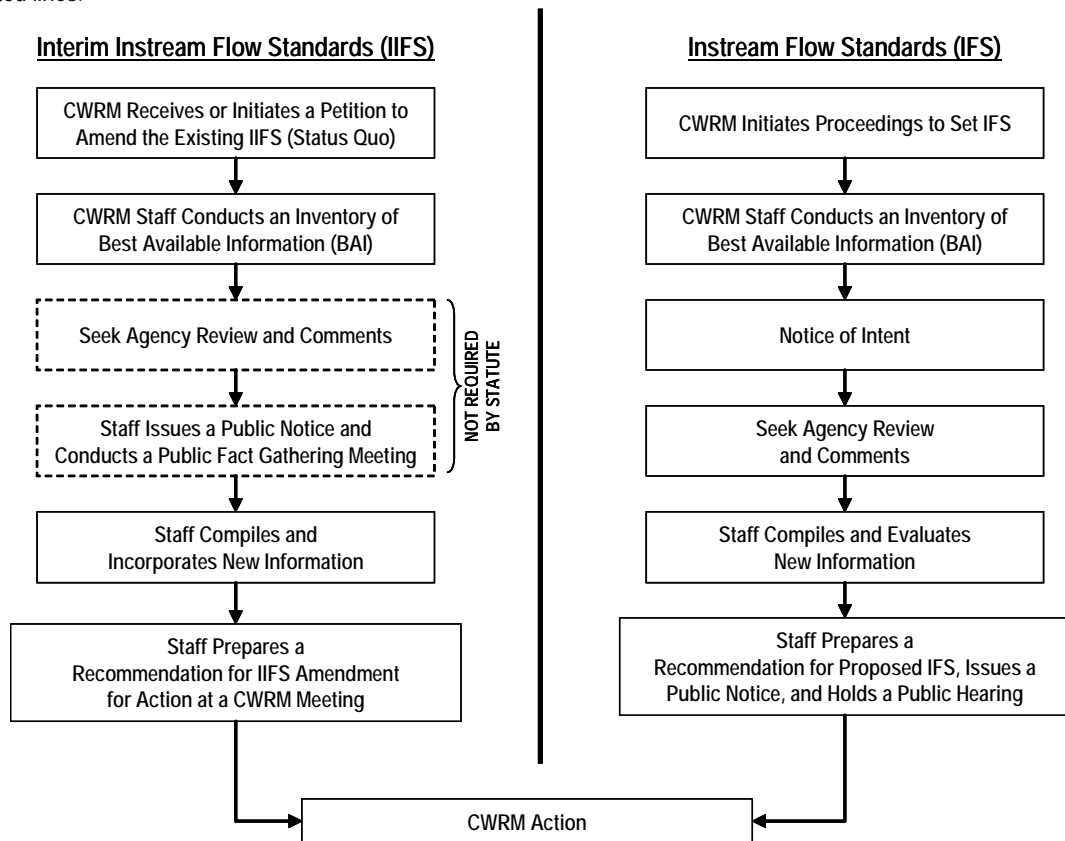 Interim Instream Flow Standards (IIFS)
CWRM Receives or Initiates a Petition to
Amend the Existing IIFS (Status Quo)
CWRM Staff Conducts an Inventory of
Best Available Information (BAI)
Seek Agency Review and Comments
Staff Issues a Public Notice and
Conducts a Public Fact Gathering Meeting
NOT REQUIRED
BY STATUTE
Staff Compiles and
Incorporates New Information
Staff Prepares a
Recommendation for IIFS Amendment
for Action at a CWRM Meeting
Instream Flow Standards (IFS)
CWRM Initiates Proceedings to Set IFS
CWRM Staff Conducts an Inventory of
Best Available Information (BAI)
Notice of Intent
Seek Agency Review
and Comments
Staff Compiles and Evaluates
New Information
Staff Prepares a
Recommendation for Proposed IFS, Issues a
Public Notice, and Holds a Public Hearing
CWRM Action